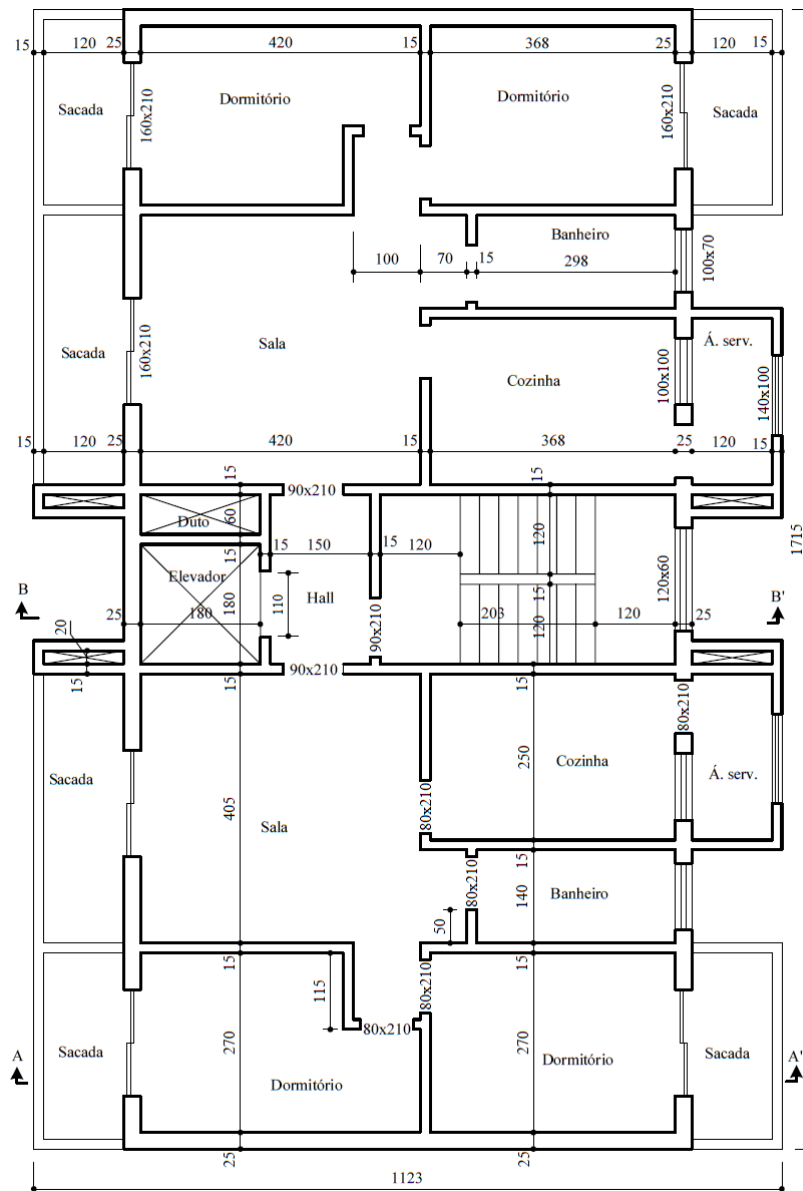 15 120 25 420 15 368 25 120 15
Sacada
Dormitório
Dormitório
Sacada
160x210
160x210
Banheiro
100 70 15 298
100x70
Sacada
160x210
Sala
Cozinha
100x100
Á. serv.
140x100
15 120 25 420 15 368 25 120 15
15
90x210
15
Duto
60
15
15 150 15 120
120
1715
Elevador
Hall
110
180
15
120x60
B
B'
25 180
90x210
203
120
120 25
20
15
15
90x210
15
80x210
Sacada
405
Sala
80x210
250
Cozinha
Á. serv.
15
80x210
140
Banheiro
50
15
115
80x210
80x210
15
270
270
A
Sacada
Dormitório
Dormitório
Sacada
A'
25
25
1123